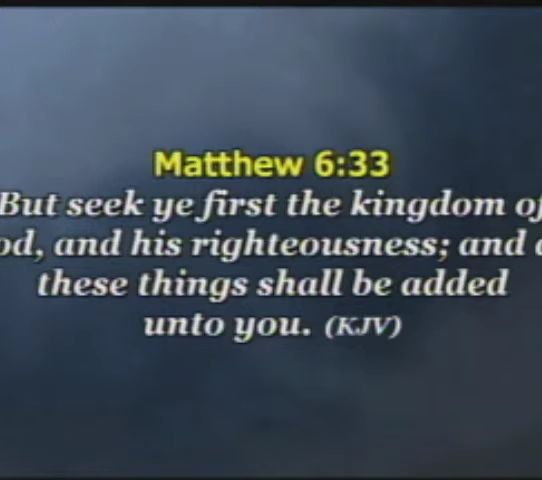 Matthew 6:33
But seek ye first the kingdom of
od, and his righteousness; and a
these things shall be added
unto you. (KJV)